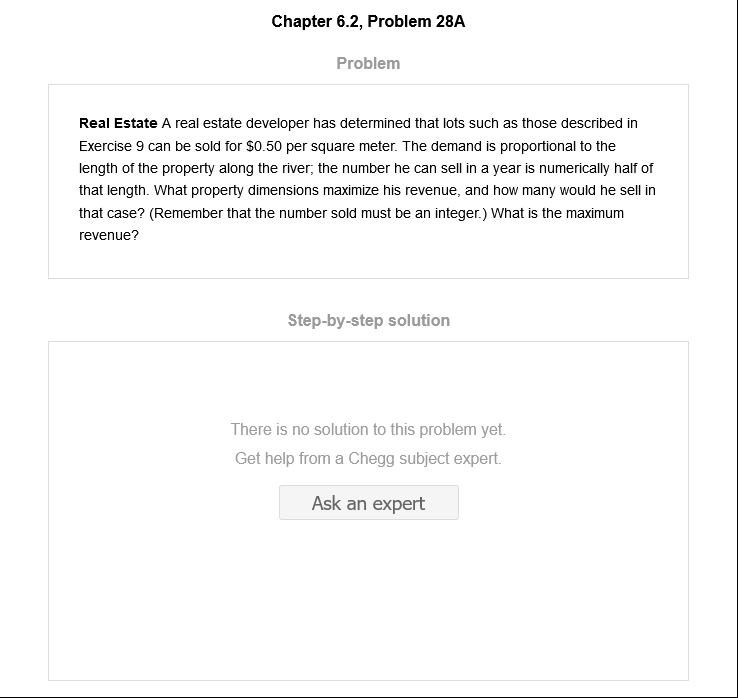 Chapter 6.2, Problem 28A
Problem
Real Estate A real estate developer has determined that lots such as those described in
Exercise 9 can be sold for $0.50 per square meter. The demand is proportional to the
length of the property along the river; the number he can sell in a year is numerically half of
that length. What property dimensions maximize his revenue, and how many would he sell in
that case? (Remember that the number sold must be an integer.) What is the maximum
revenue?
Step-by-step solution
There is no solution to this problem yet.
Get help from a Chegg subject expert.
Ask an expert